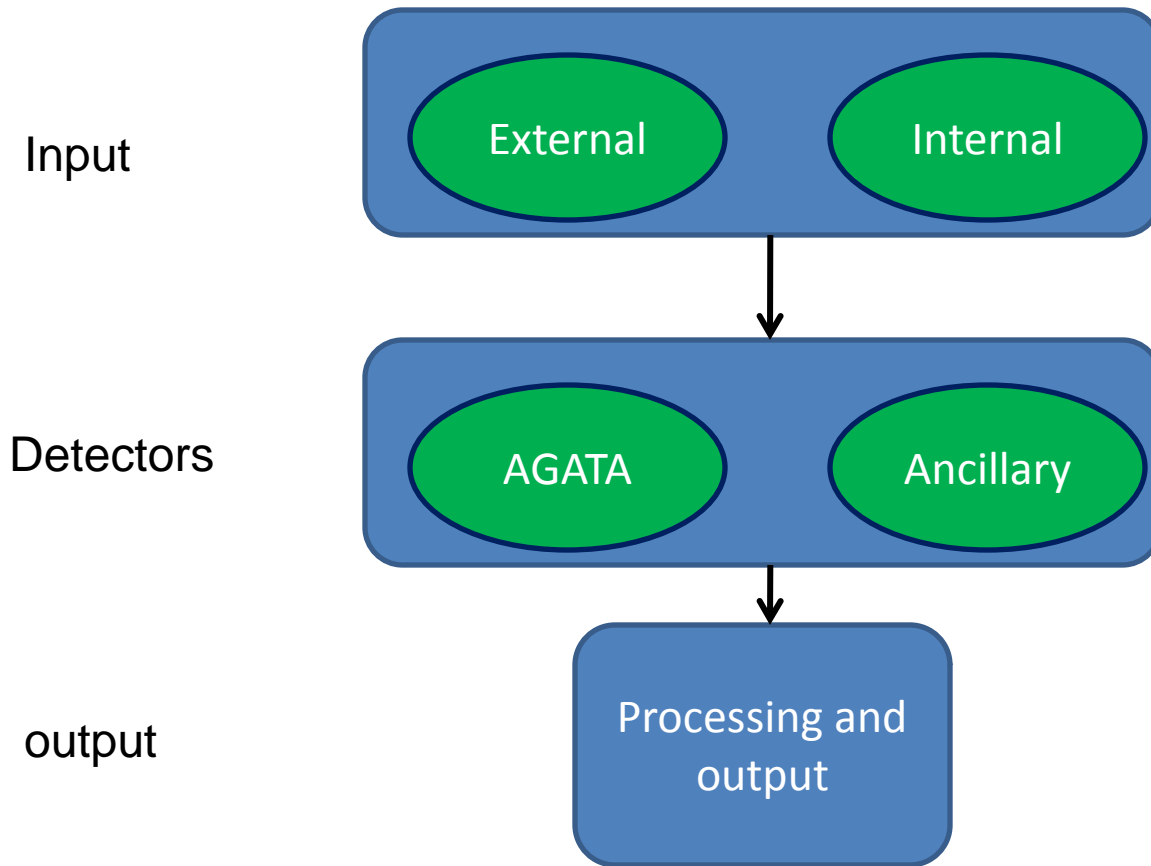 Input
External
Internal
Detectors
AGATA
Ancillary
output
Processing and
output